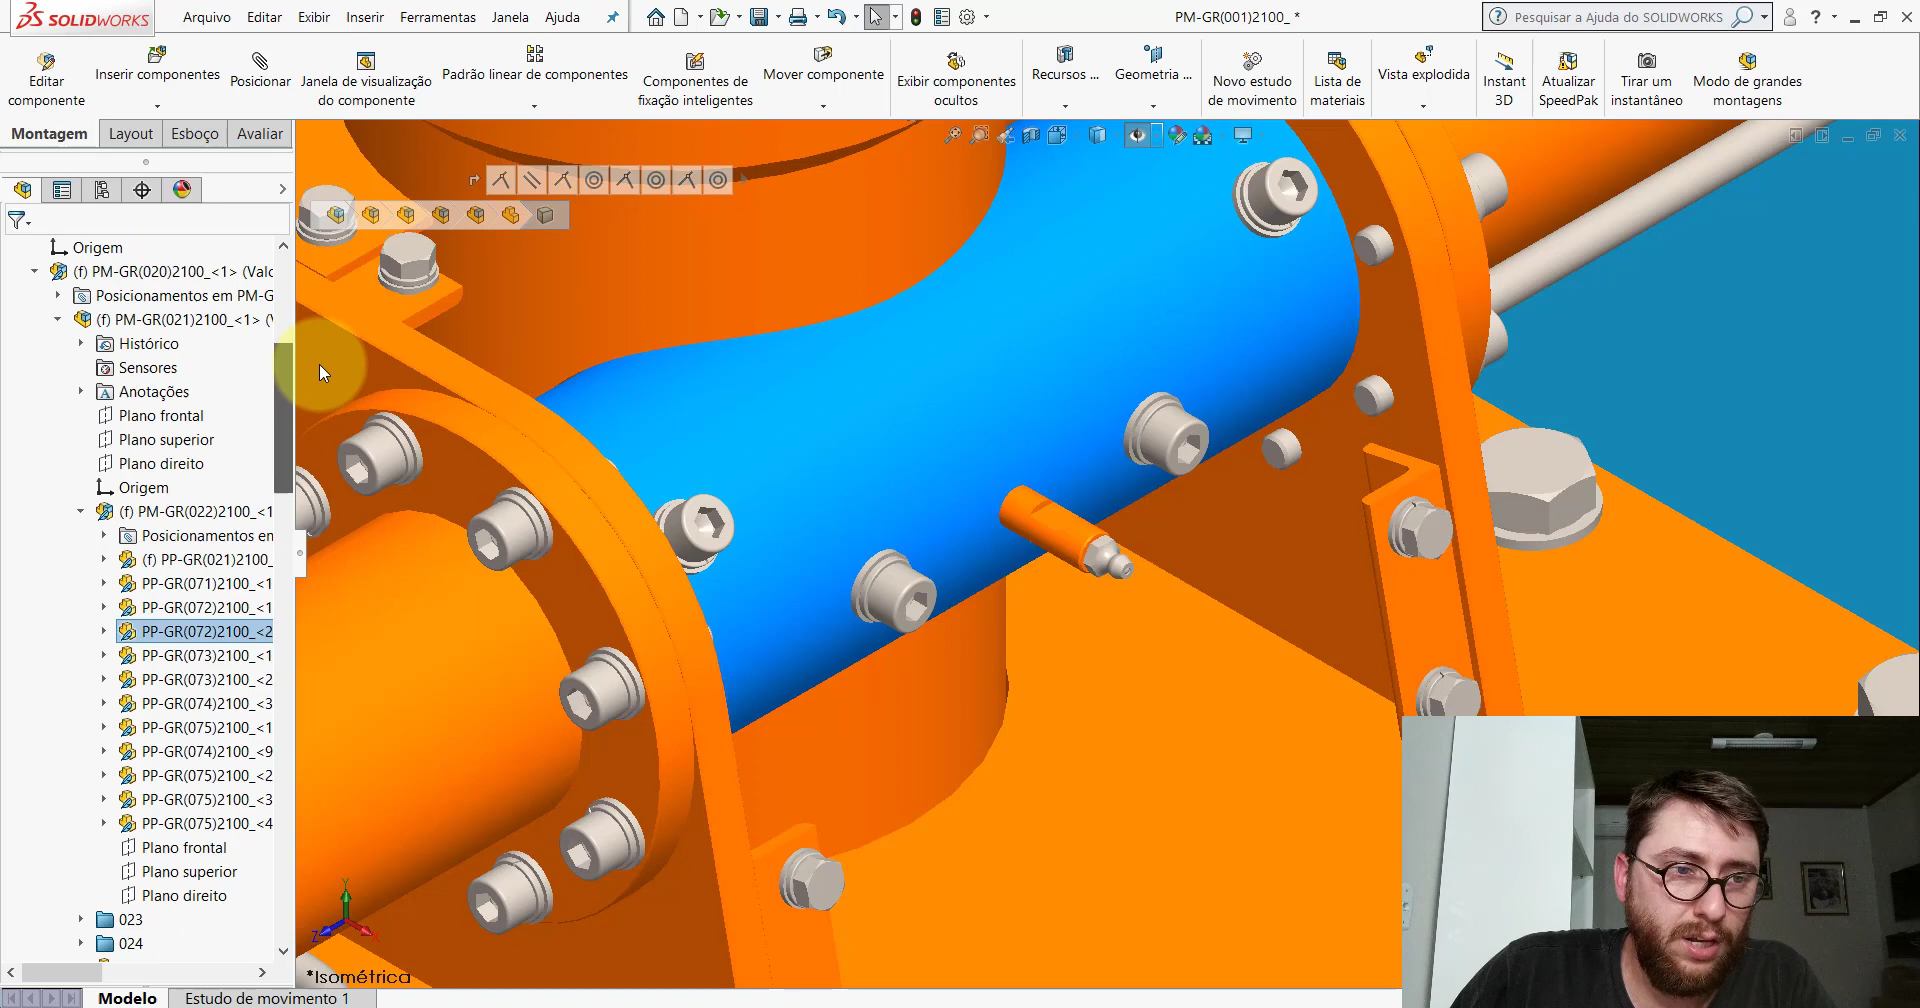 SOLIDWORKS
Arquivo Editar Exibir Inserir Ferramentas Janela Ajuda
PM-GR(001)2100_ *
Pesquisar a Ajuda do SOLIDWORKS
Editar componente
Inserir componentes
Posicionar
Janela de visualização do componente
Padrão linear de componentes
Componentes de fixação inteligentes
Mover componente
Exibir componentes ocultos
Recursos ...
Geometria ...
Novo estudo de movimento
Lista de materiais
Vista explodida
Instant 3D
Atualizar SpeedPak
Tirar um instantâneo
Modo de grandes montagens
Montagem Layout Esboço Avaliar
Origem
(f) PM-GR(020)2100_<1> (Valo
Posicionamentos em PM-G
(f) PM-GR(021)2100_<1> (
Histórico
Sensores
Anotações
Plano frontal
Plano superior
Plano direito
Origem
(f) PM-GR(022)2100_<1
Posicionamentos en
(f) PP-GR(021)2100_
PP-GR(071)2100_<1
PP-GR(072)2100_<1
PP-GR(072)2100_<2
PP-GR(073)2100_<1
PP-GR(073)2100_<2
PP-GR(074)2100_<3
PP-GR(075)2100_<1
PP-GR(074)2100_<9
PP-GR(075)2100_<2
PP-GR(075)2100_<3
PP-GR(075)2100_<4
Plano frontal
Plano superior
Plano direito
023
024
Y
Z
X
*Isométrica
Modelo Estudo de movimento 1